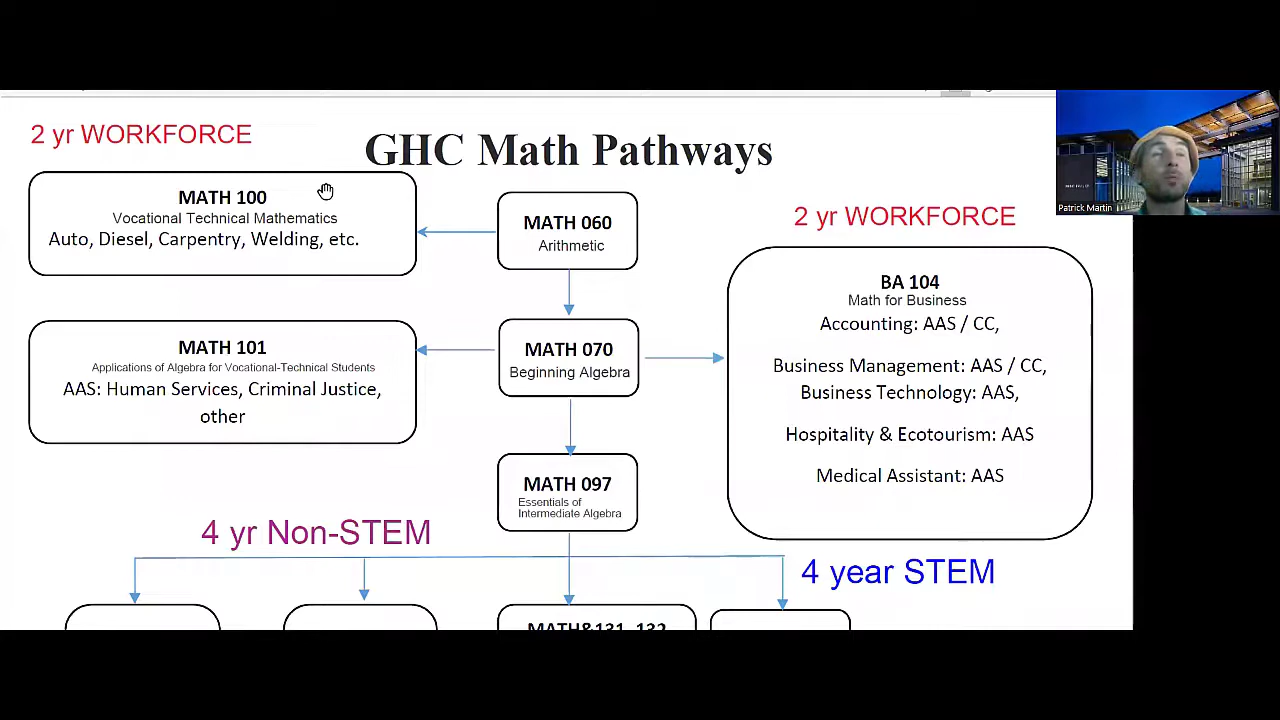 2 yr WORKFORCE
GHC Math Pathways
MATH 100
Vocational Technical Mathematics
Auto, Diesel, Carpentry, Welding, etc.
MATH 060
Arithmetic
Patrick Martin
2 yr WORKFORCE
BA 104
Math for Business
Accounting: AAS / CC,
Business Management: AAS / CC,
Business Technology: AAS,
Hospitality & Ecotourism: AAS
Medical Assistant: AAS
MATH 101
Applications of Algebra for Vocational-Technical Students
AAS: Human Services, Criminal Justice,
other
MATH 070
Beginning Algebra
MATH 097
Essentials of
Intermediate Algebra
4 yr Non-STEM
4 year STEM
MATH&131, 132